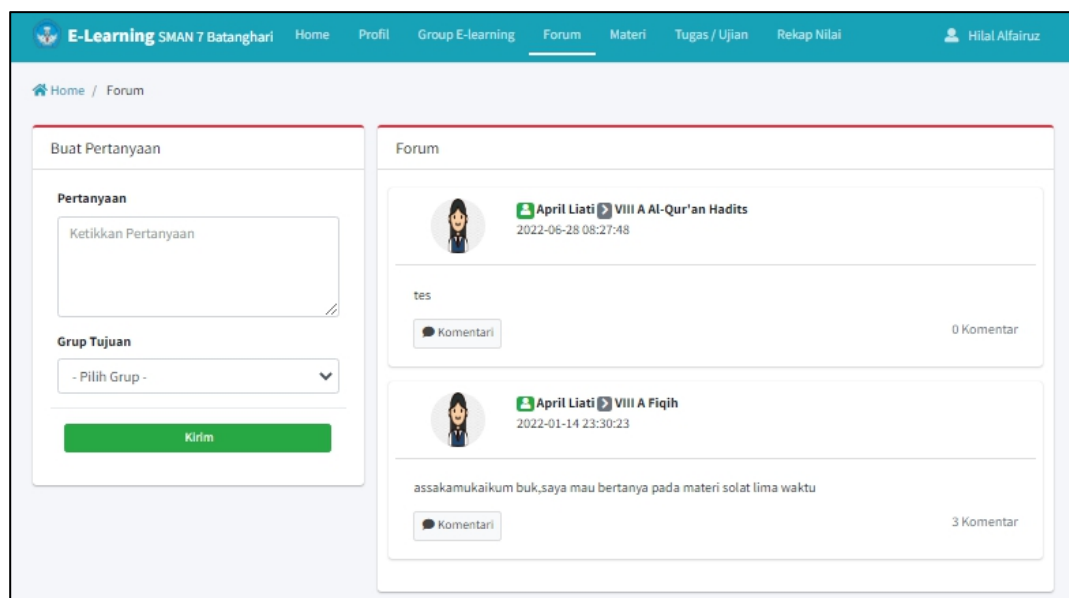 E-Learning SMAN 7 Batanghari Home Profil Group E-learning Forum Materi Tugas / Ujian Rekap Nilai Hilal Alfairuz
Home / Forum
Buat Pertanyaan
Pertanyaan
Ketikkan Pertanyaan
Grup Tujuan
- Pilih Grup -
Kirim
Forum
April Liati VIII A Al-Qur'an Hadits
2022-06-28 08:27:48
tes
Komentari 0 Komentar
April Liati VIII A Fiqih
2022-01-14 23:30:23
assakamukaikum buk,saya mau bertanya pada materi solat lima waktu
Komentari 3 Komentar